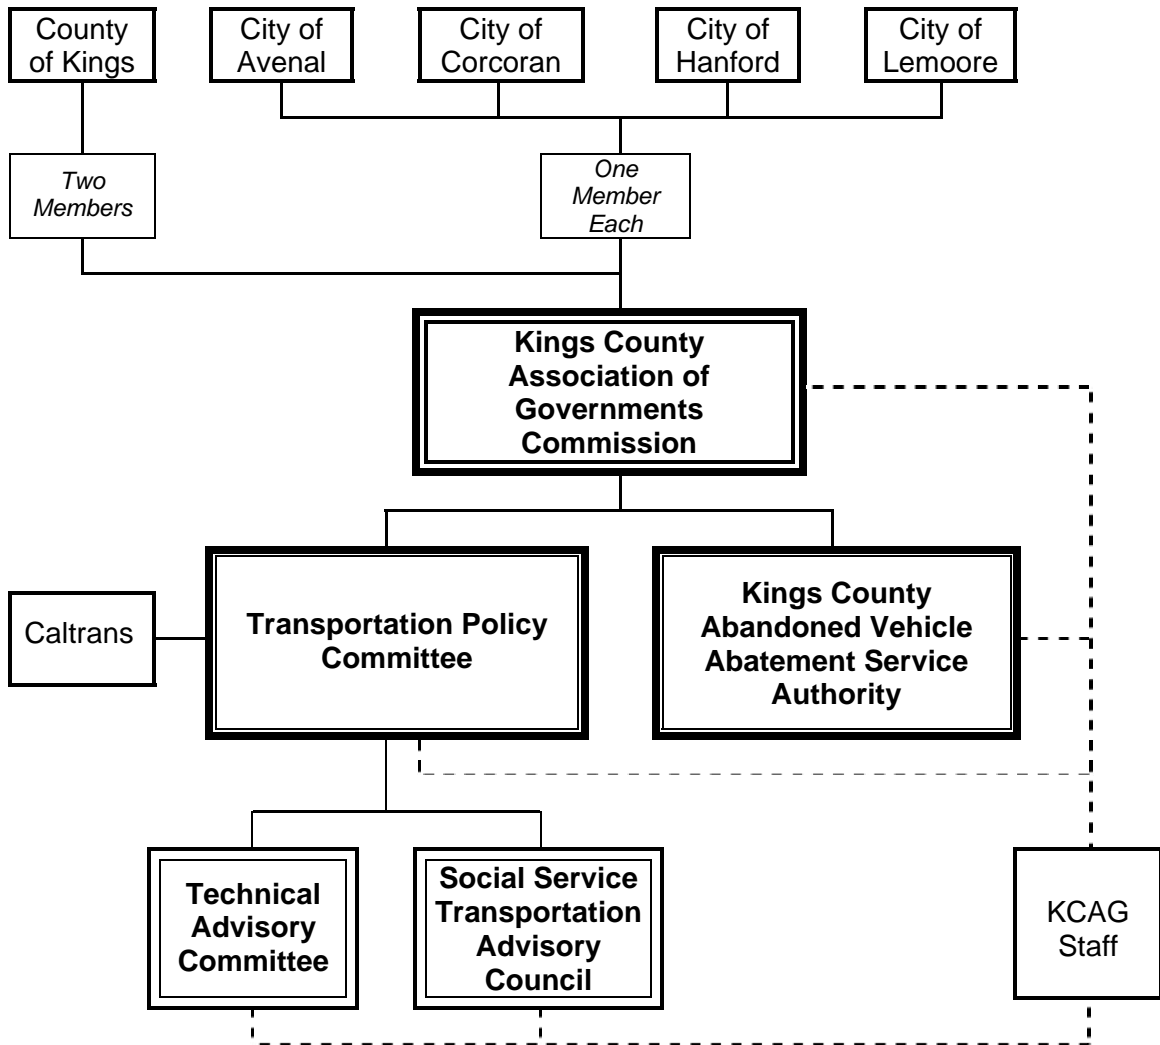 County
of Kings
City of
Avenal
City of
Corcoran
City of
Hanford
City of
Lemoore
Two
Members
One
Member
Each
Kings County
Association of
Governments
Commission
Caltrans
Transportation Policy
Committee
Kings County
Abandoned Vehicle
Abatement Service
Authority
Technical
Advisory
Committee
Social Service
Transportation
Advisory
Council
KCAG
Staff